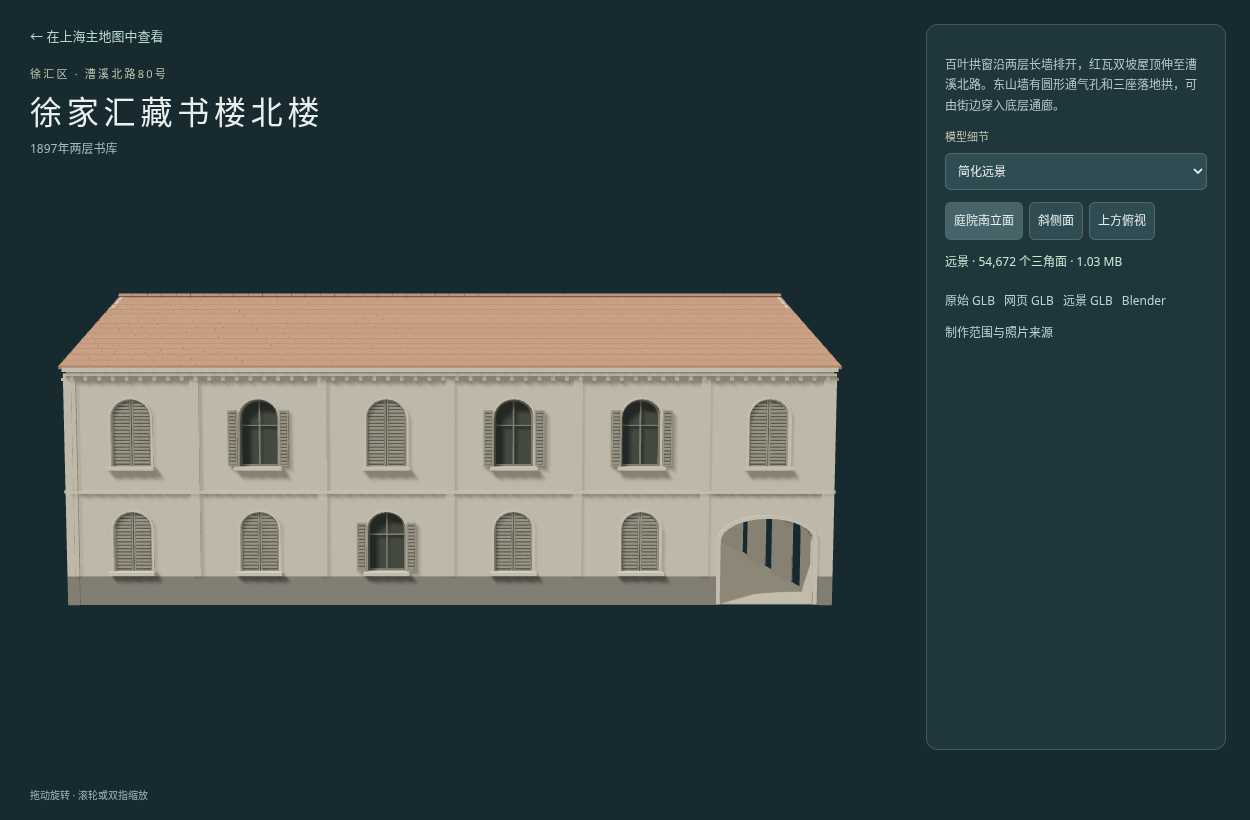 ← 在上海主地图中查看
徐汇区 · 漕溪北路80号
徐家汇藏书楼北楼
1897年两层书库
百叶拱窗沿两层长墙排开，红瓦双坡屋顶伸至漕
溪北路。东山墙有圆形通气孔和三座落地拱，可
由街边穿入底层通廊。
模型细节
简化远景
庭院南立面 斜侧面 上方俯视
远景 · 54,672 个三角面 · 1.03 MB
原始 GLB 网页 GLB 远景 GLB Blender
制作范围与照片来源
拖动旋转 · 滚轮或双指缩放